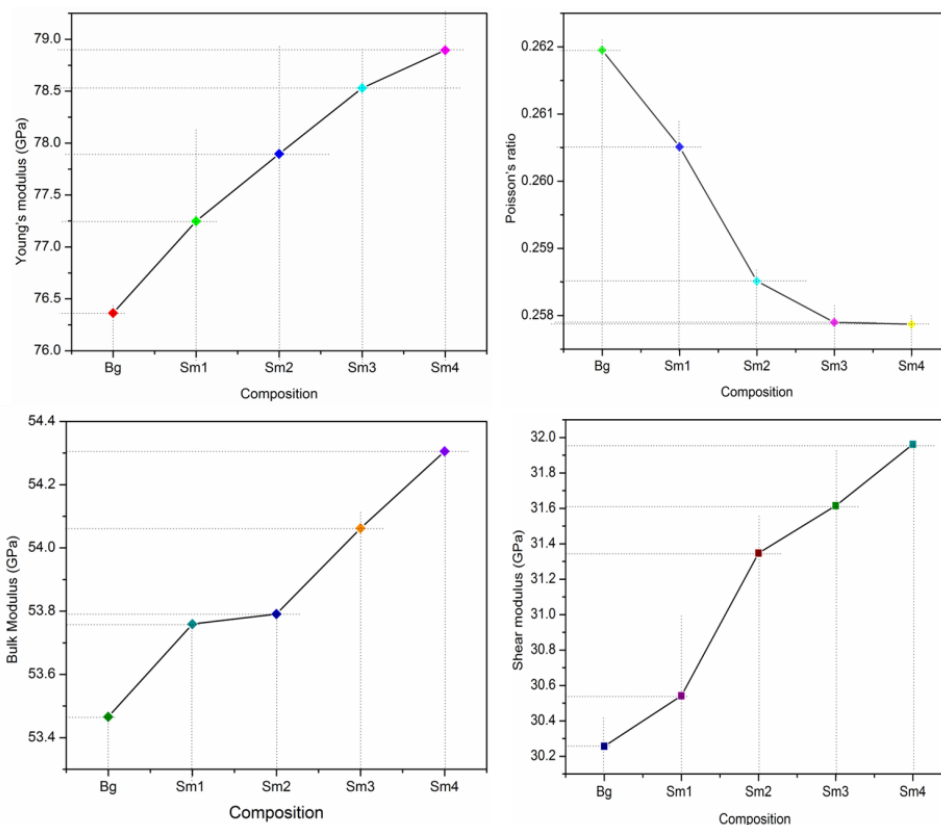 Young's modulus (GPa)
79.0
78.5
78.0
77.5
77.0
76.5
76.0
Bg Sm1 Sm2 Sm3 Sm4
Composition
Poisson's ratio
0.262
0.261
0.260
0.259
0.258
Bg Sm1 Sm2 Sm3 Sm4
Composition
Bulk Modulus (GPa)
54.4
54.2
54.0
53.8
53.6
53.4
Bg Sm1 Sm2 Sm3 Sm4
Composition
Shear modulus (GPa)
32.0
31.8
31.6
31.4
31.2
31.0
30.8
30.6
30.4
30.2
Bg Sm1 Sm2 Sm3 Sm4
Composition